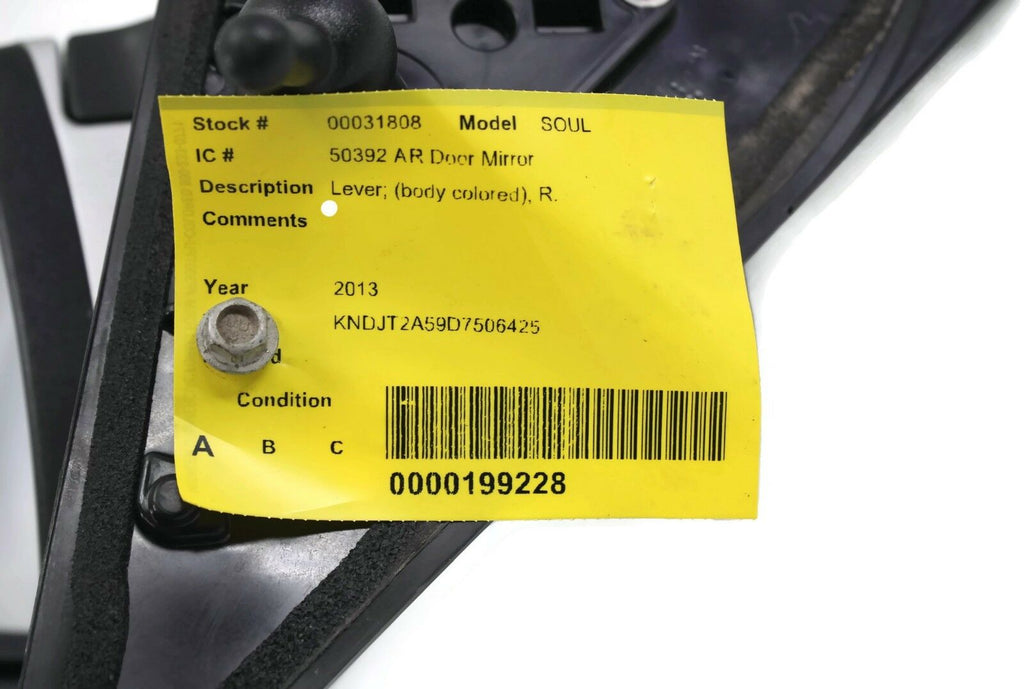 Stock # 00031808 Model SOUL
IC # 50392 AR Door Mirror
Description Lever; (body colored), R.
Comments
Year 2013
KNDJT2A59D7506425
Condition
A B C
0000199228